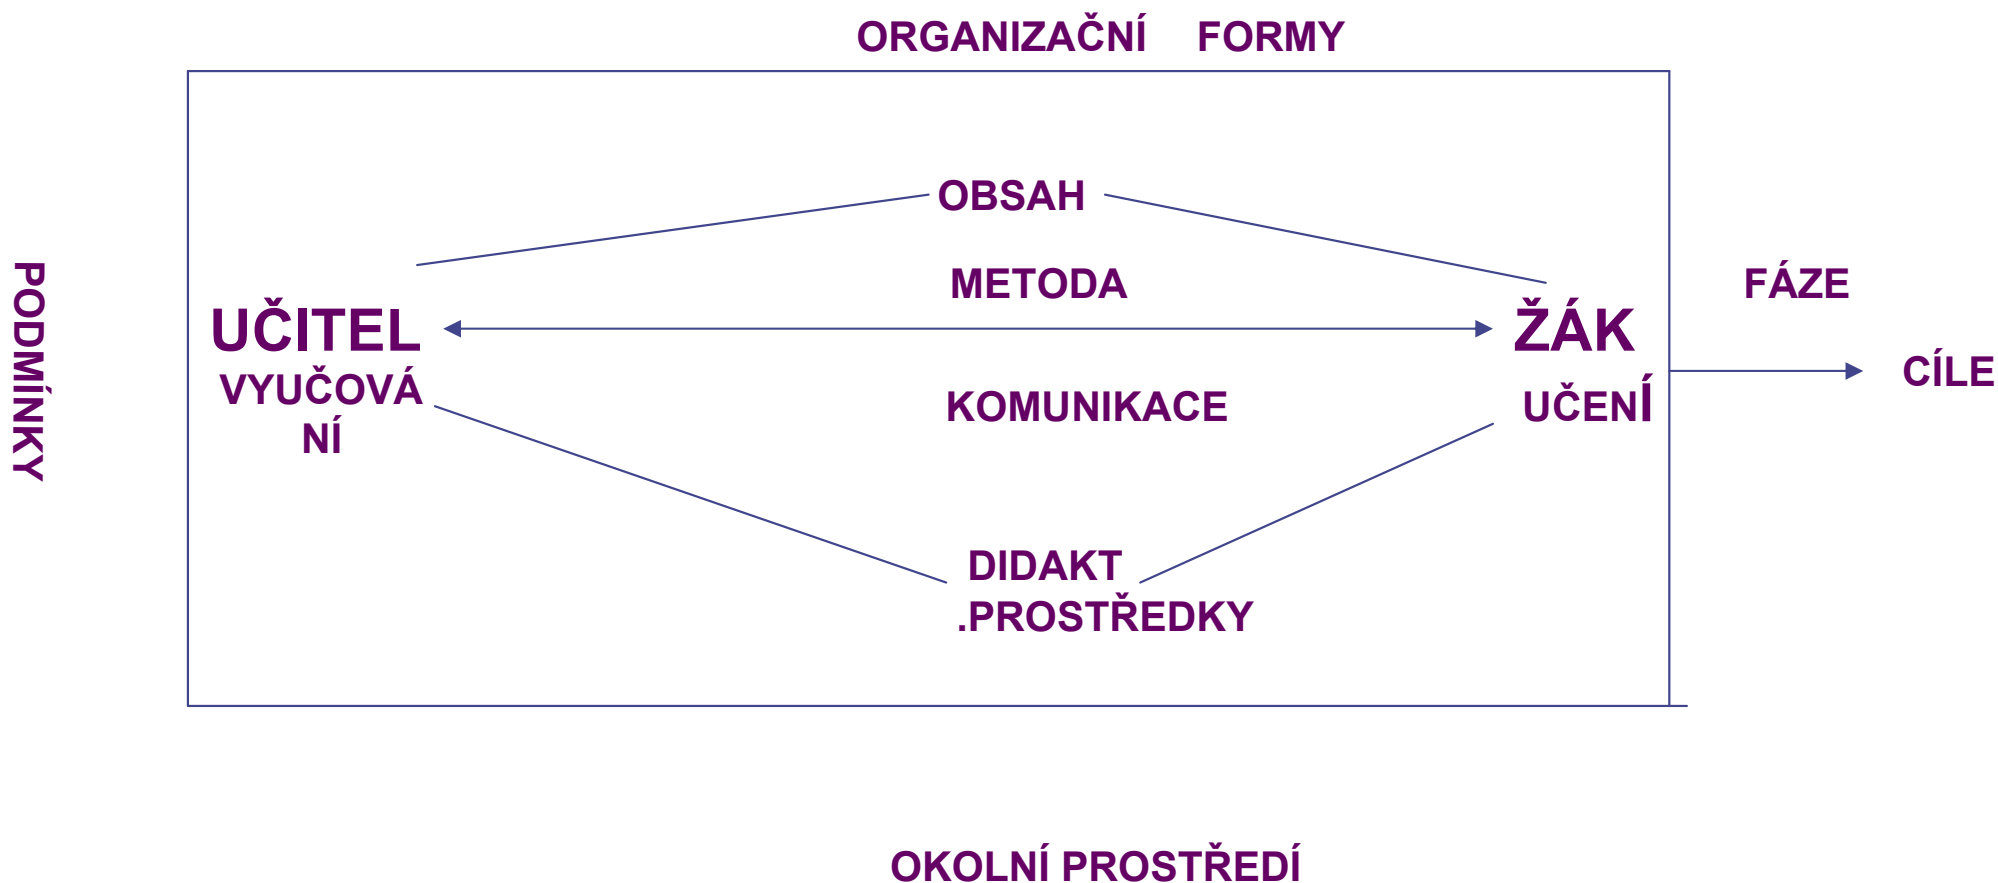 ORGANIZAČNÍ FORMY
OBSAH
METODA
FÁZE
PODMÍNKY
UČITEL
ŽÁK
VYUČOVÁ
NÍ
KOMUNIKACE
UČENÍ
CÍLE
DIDAKT
.PROSTŘEDKY
OKOLNÍ PROSTŘEDÍ